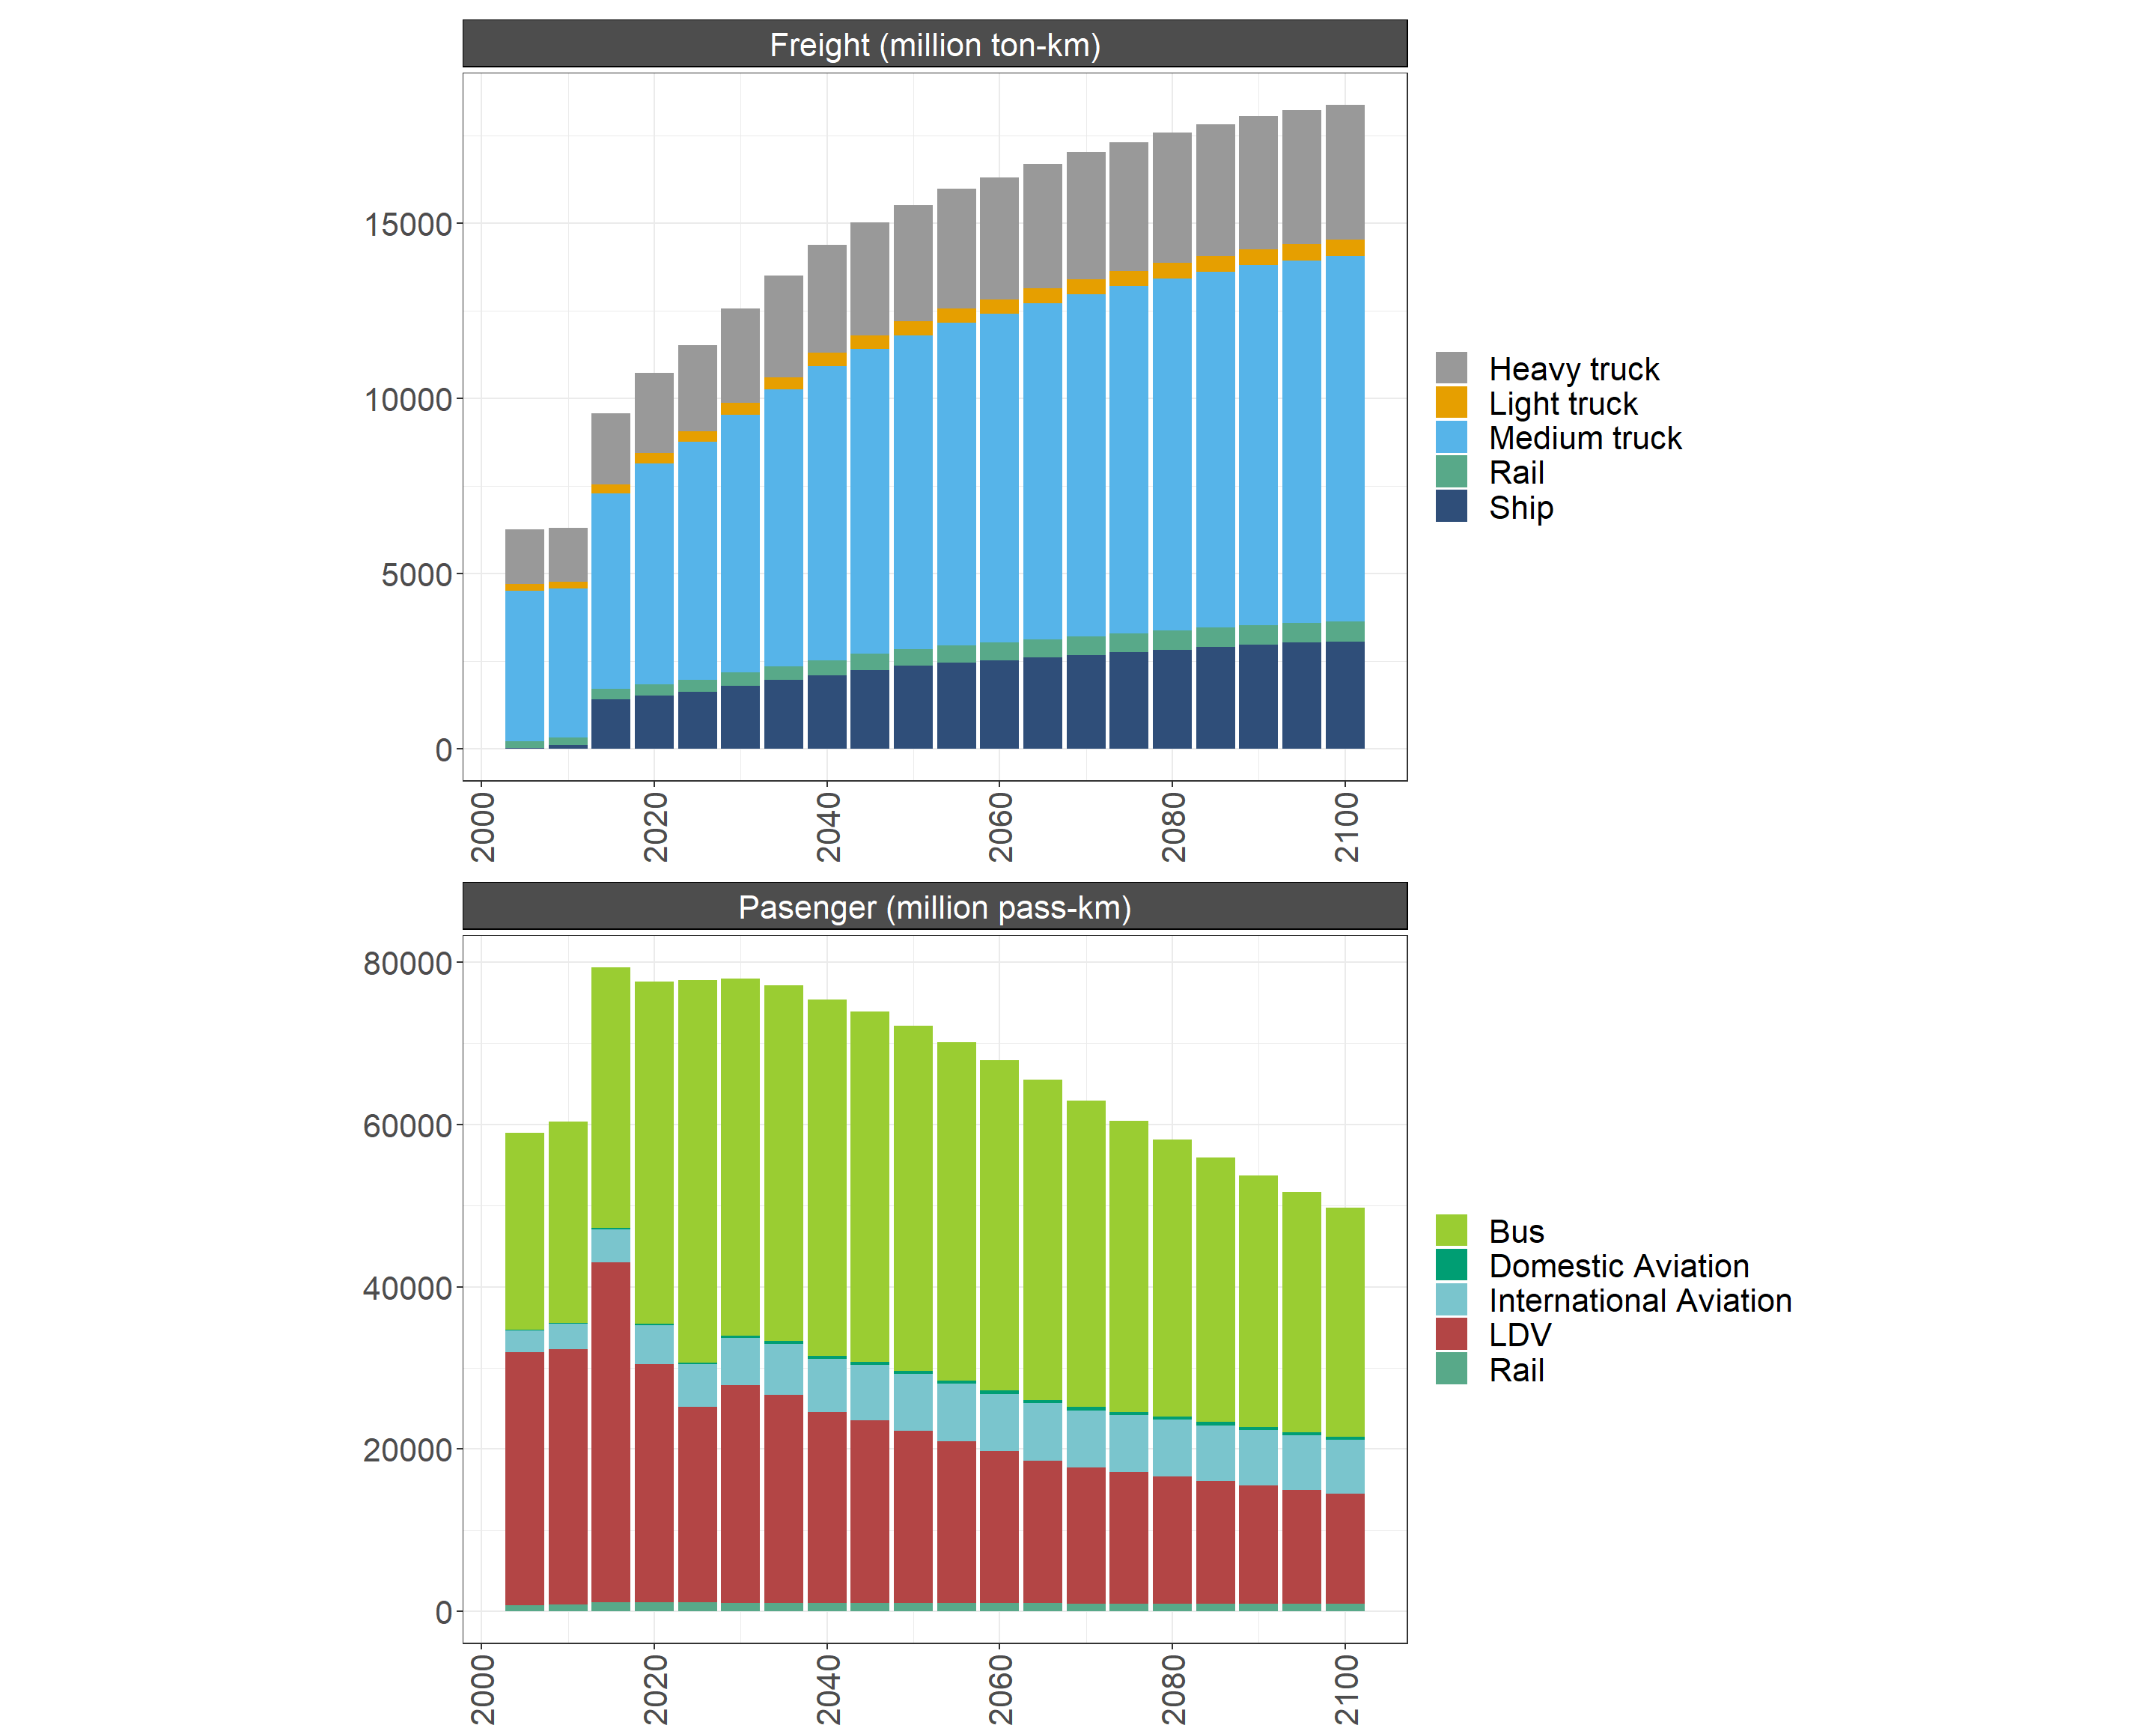 Freight (million ton-km)
15000
10000
5000
0
2000
2020
2040
2060
2080
2100
Heavy truck
Light truck
Medium truck
Rail
Ship
Pasenger (million pass-km)
80000
60000
40000
20000
0
2000
2020
2040
2060
2080
2100
Bus
Domestic Aviation
International Aviation
LDV
Rail